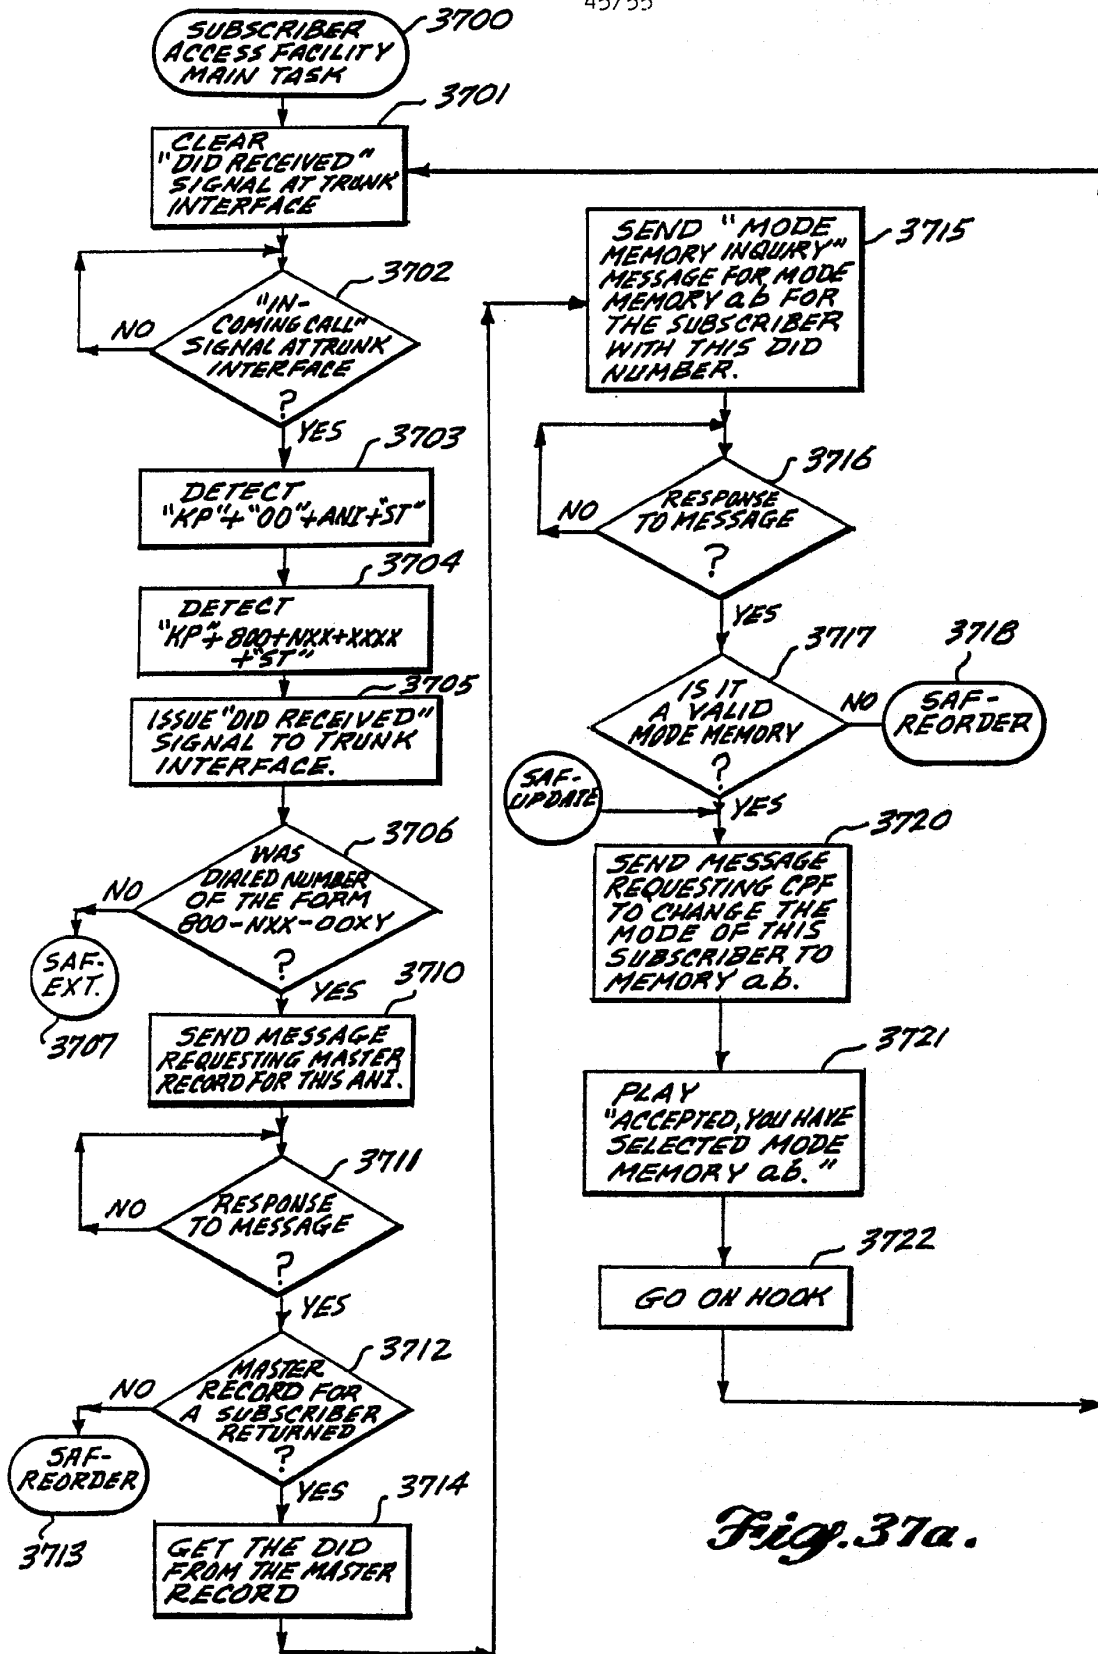 45/55
3700
SUBSCRIBER
ACCESS FACILITY
MAIN TASK
3701
CLEAR
"DID RECEIVED"
SIGNAL AT TRUNK
INTERFACE
3702
"IN-
COMING CALL"
SIGNAL AT TRUNK
INTERFACE
?
NO
YES
3703
DETECT
"KP"+"00"+ANI+"ST"
3704
DETECT
"KP"+800+NXX+XXXX
+"ST"
3705
ISSUE "DID RECEIVED"
SIGNAL TO TRUNK
INTERFACE.
3706
WAS
DIALED NUMBER
OF THE FORM
800-NXX-00XY
?
NO
SAF-
EXT.
3707
YES
3710
SEND MESSAGE
REQUESTING MASTER
RECORD FOR THIS ANI.
3711
RESPONSE
TO MESSAGE
?
NO
YES
3712
MASTER
RECORD FOR
A SUBSCRIBER
RETURNED
?
NO
SAF-
REORDER
3713
YES
3714
GET THE DID
FROM THE MASTER
RECORD
3715
SEND "MODE
MEMORY INQUIRY"
MESSAGE FOR MODE
MEMORY ab FOR
THE SUBSCRIBER
WITH THIS DID
NUMBER.
3716
RESPONSE
TO MESSAGE
?
NO
YES
3717
IS IT
A VALID
MODE MEMORY
?
NO
3718
SAF-
REORDER
SAF-
UPDATE
YES
3720
SEND MESSAGE
REQUESTING CPF
TO CHANGE THE
MODE OF THIS
SUBSCRIBER TO
MEMORY ab.
3721
PLAY
"ACCEPTED, YOU HAVE
SELECTED MODE
MEMORY ab."
3722
GO ON HOOK
Fig. 37a.